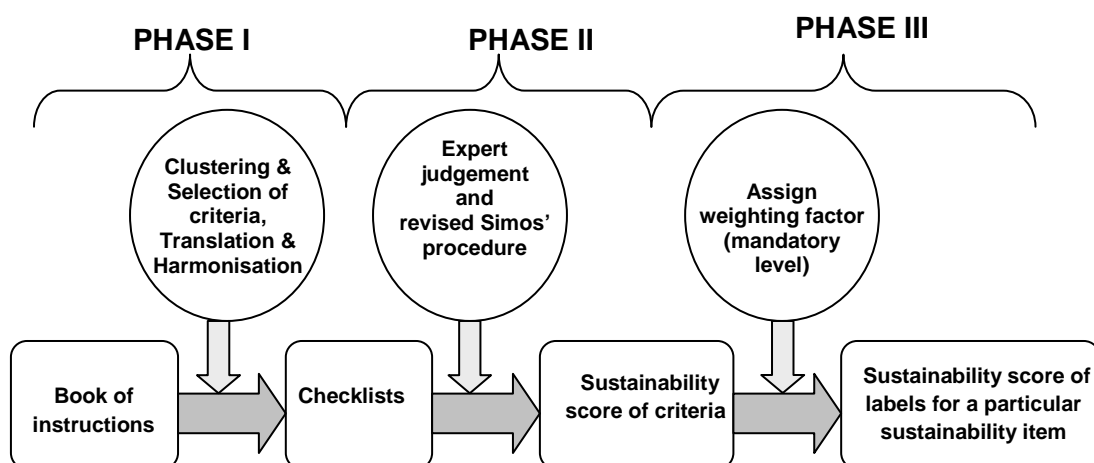 PHASE I
PHASE II
PHASE III
Clustering &
Selection of
criteria,
Translation &
Harmonisation
Expert
judgement
and
revised Simos’
procedure
Assign
weighting factor
(mandatory
level)
Book of
instructions
Checklists
Sustainability
score of criteria
Sustainability score of
labels for a particular
sustainability item